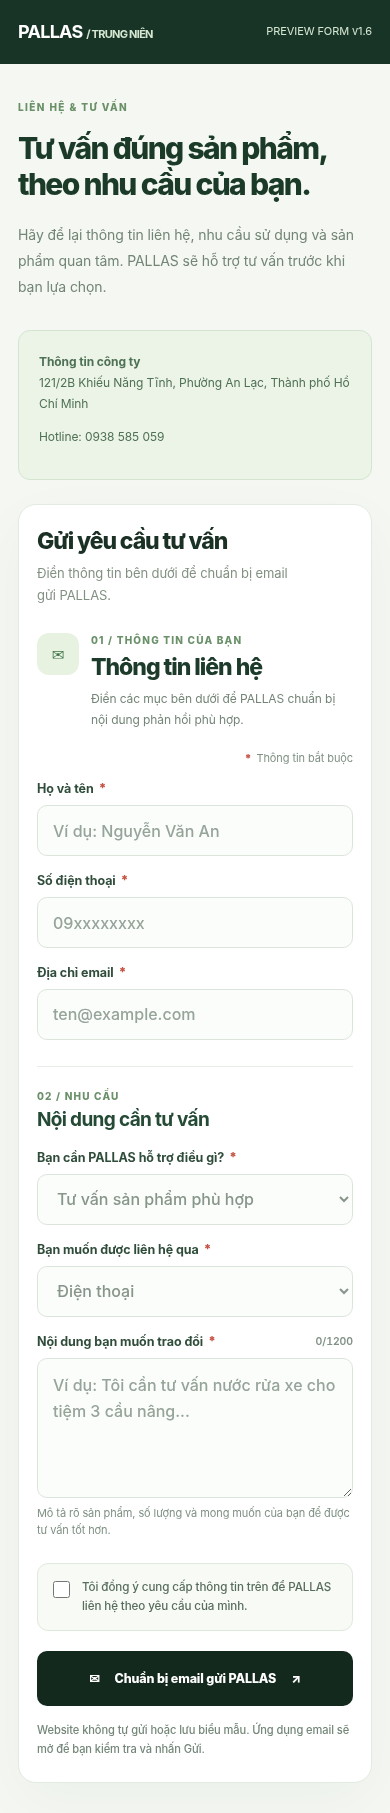 PALLAS / TRUNG NIÊN
PREVIEW FORM v1.6
LIÊN HỆ & TƯ VẤN
Tư vấn đúng sản phẩm,
theo nhu cầu của bạn.
Hãy để lại thông tin liên hệ, nhu cầu sử dụng và sản
phẩm quan tâm. PALLAS sẽ hỗ trợ tư vấn trước khi
bạn lựa chọn.
Thông tin công ty
121/2B Khiếu Năng Tĩnh, Phường An Lạc, Thành phố Hồ
Chí Minh
Hotline: 0938 585 059
Gửi yêu cầu tư vấn
Điền thông tin bên dưới để chuẩn bị email
gửi PALLAS.
01 / THÔNG TIN CỦA BẠN
Thông tin liên hệ
Điền các mục bên dưới để PALLAS chuẩn bị
nội dung phản hồi phù hợp.
* Thông tin bắt buộc
Họ và tên *
Ví dụ: Nguyễn Văn An
Số điện thoại *
09xxxxxxxx
Địa chỉ email *
ten@example.com
02 / NHU CẦU
Nội dung cần tư vấn
Bạn cần PALLAS hỗ trợ điều gì? *
Tư vấn sản phẩm phù hợp
Bạn muốn được liên hệ qua *
Điện thoại
Nội dung bạn muốn trao đổi *
0/1200
Ví dụ: Tôi cần tư vấn nước rửa xe cho
tiệm 3 cầu nâng...
Mô tả rõ sản phẩm, số lượng và mong muốn của bạn để được
tư vấn tốt hơn.
Tôi đồng ý cung cấp thông tin trên để PALLAS
liên hệ theo yêu cầu của mình.
✉ Chuẩn bị email gửi PALLAS ↗
Website không tự gửi hoặc lưu biểu mẫu. Ứng dụng email sẽ
mở để bạn kiểm tra và nhấn Gửi.